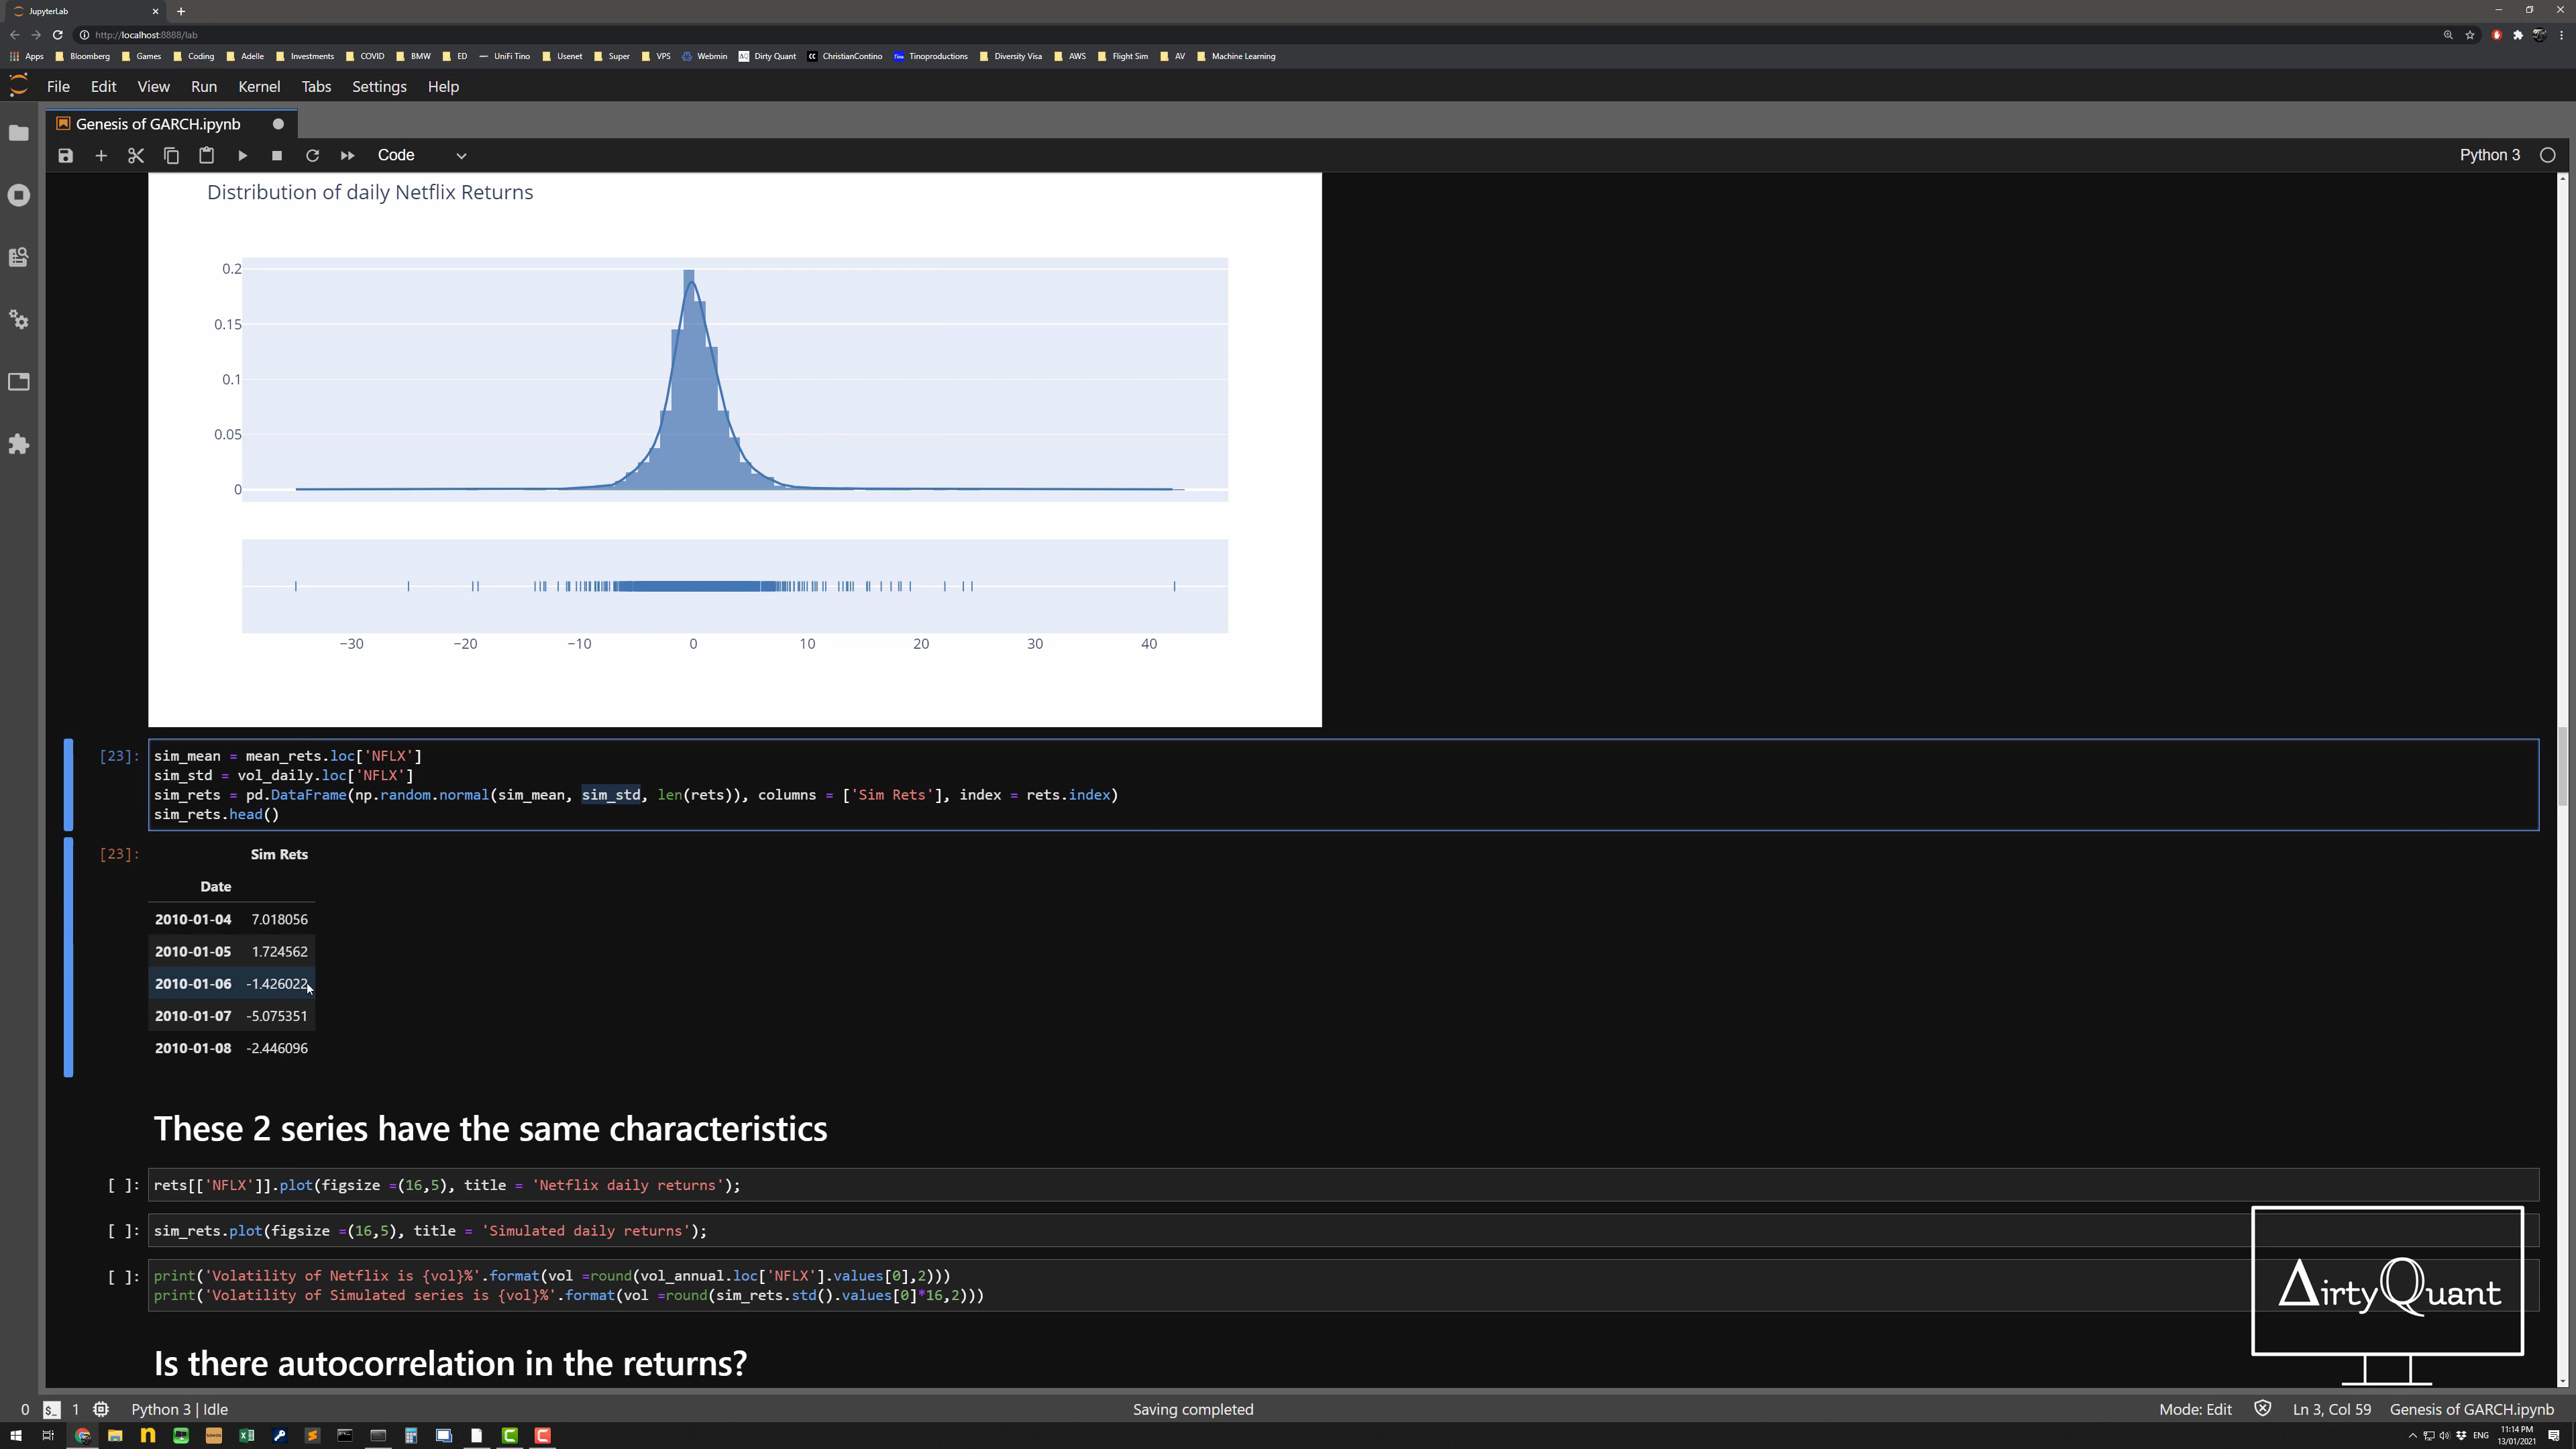 JupyterLab
http://localhost:8888/lab
Apps Bloomberg Games Coding Adelle Investments COVID BMW ED UniFi Tino Usenet Super VPS Webmin Dirty Quant ChristianContino Tinoproductions Diversity Visa AWS Flight Sim AV Machine Learning
File Edit View Run Kernel Tabs Settings Help
Genesis of GARCH.ipynb
Code Python 3
Distribution of daily Netflix Returns
0.2
0.15
0.1
0.05
0
−30 −20 −10 0 10 20 30 40
[23]: sim_mean = mean_rets.loc['NFLX']
sim_std = vol_daily.loc['NFLX']
sim_rets = pd.DataFrame(np.random.normal(sim_mean, sim_std, len(rets)), columns = ['Sim Rets'], index = rets.index)
sim_rets.head()
[23]: Sim Rets
Date
2010-01-04 7.018056
2010-01-05 1.724562
2010-01-06 -1.426022
2010-01-07 -5.075351
2010-01-08 -2.446096
These 2 series have the same characteristics
[ ]: rets[['NFLX']].plot(figsize =(16,5), title = 'Netflix daily returns');
[ ]: sim_rets.plot(figsize =(16,5), title = 'Simulated daily returns');
[ ]: print('Volatility of Netflix is {vol}%'.format(vol =round(vol_annual.loc['NFLX'].values[0],2)))
print('Volatility of Simulated series is {vol}%'.format(vol =round(sim_rets.std().values[0]*16,2)))
ΔirtyQuant
Is there autocorrelation in the returns?
0 $_ 1 Python 3 | Idle Saving completed Mode: Edit Ln 3, Col 59 Genesis of GARCH.ipynb
ENG 11:14 PM
13/01/2021